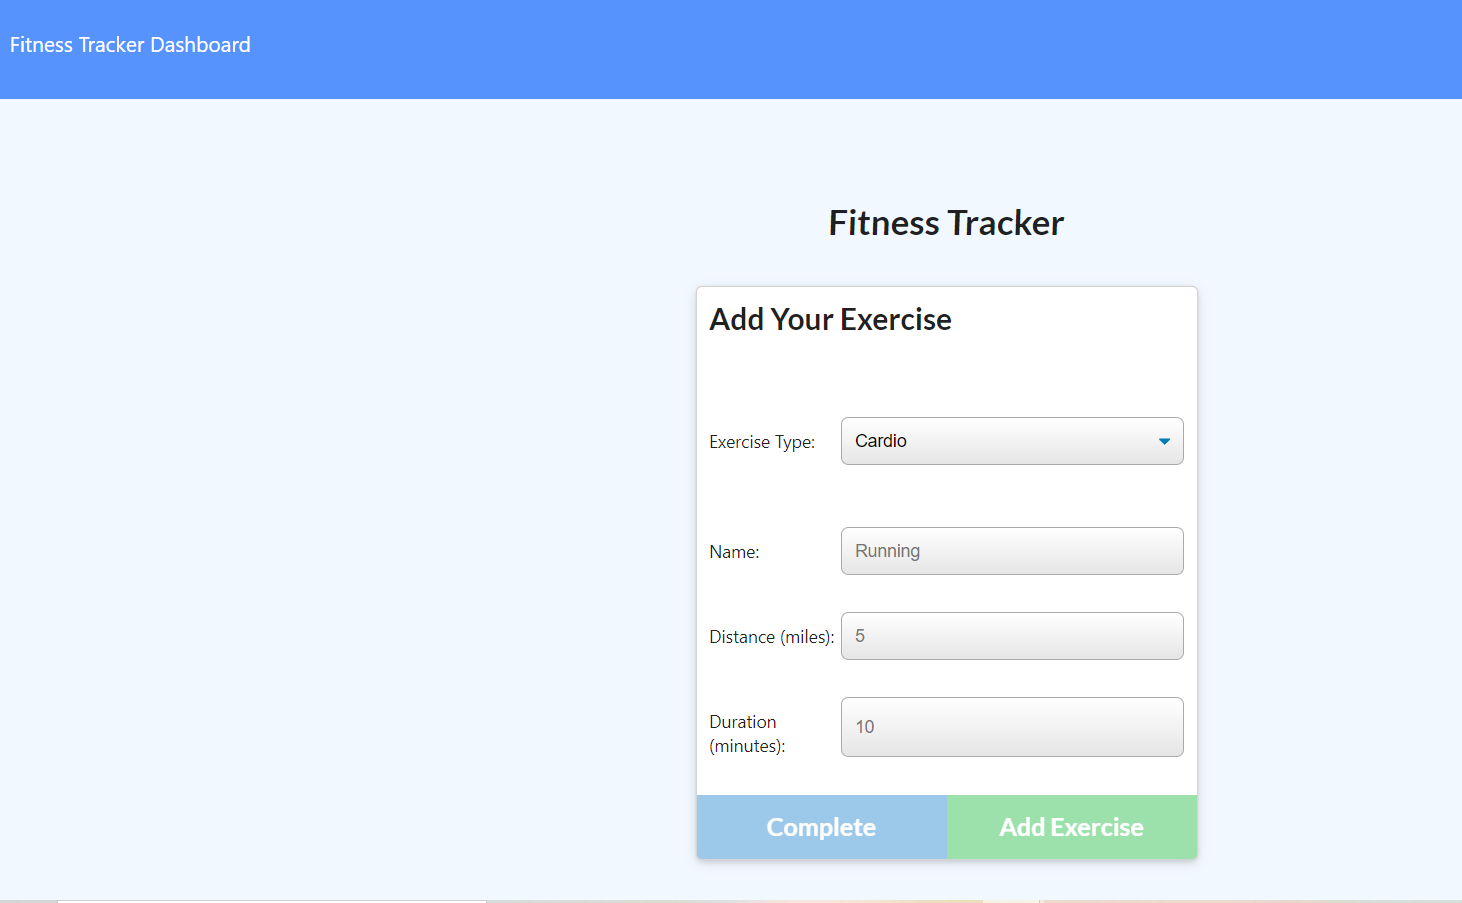 Fitness Tracker Dashboard
Fitness Tracker
Add Your Exercise
Exercise Type: Cardio
Name: Running
Distance (miles): 5
Duration (minutes): 10
Complete Add Exercise